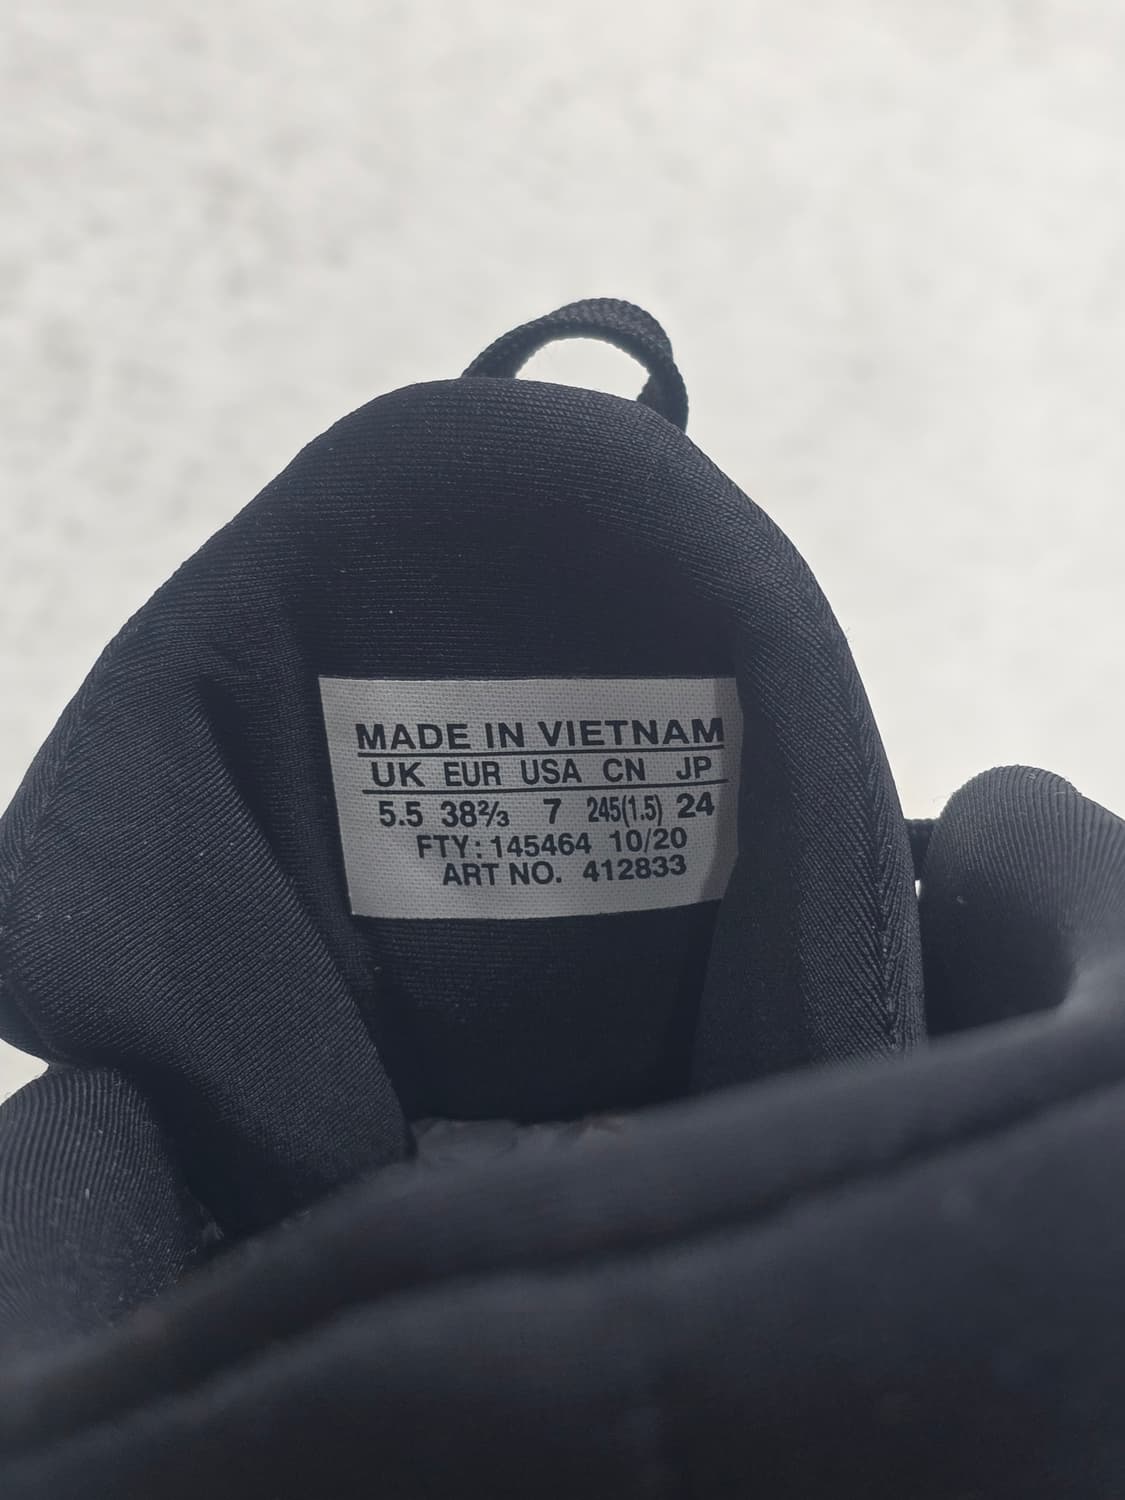 MADE IN VIETNAM
UK EUR USA CN JP
5.5 38⅔ 7 245(1.5) 24
FTY: 145464 10/20
ART NO. 412833